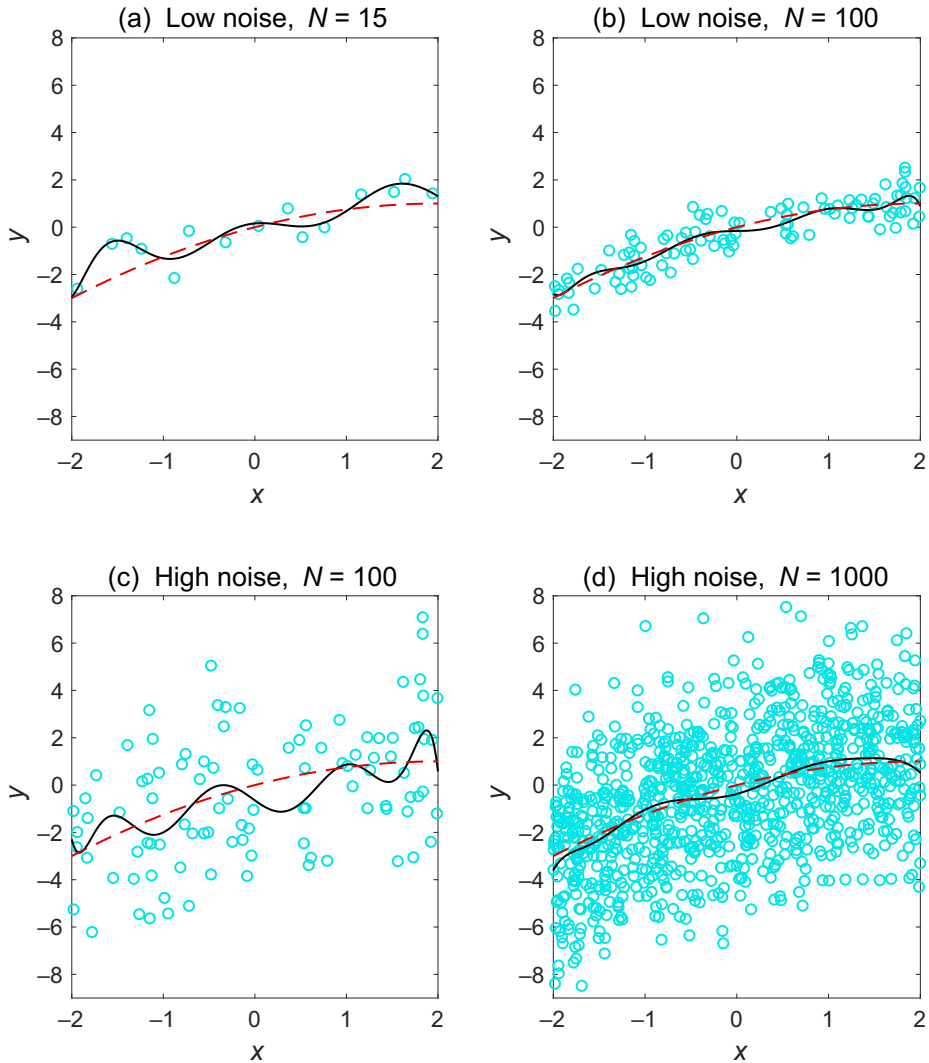 (a) Low noise, N = 15
8
6
4
2
0
–2
–4
–6
–8
y
–2 –1 0 1 2
x
(b) Low noise, N = 100
8
6
4
2
0
–2
–4
–6
–8
y
–2 –1 0 1 2
x
(c) High noise, N = 100
8
6
4
2
0
–2
–4
–6
–8
y
–2 –1 0 1 2
x
(d) High noise, N = 1000
8
6
4
2
0
–2
–4
–6
–8
y
–2 –1 0 1 2
x